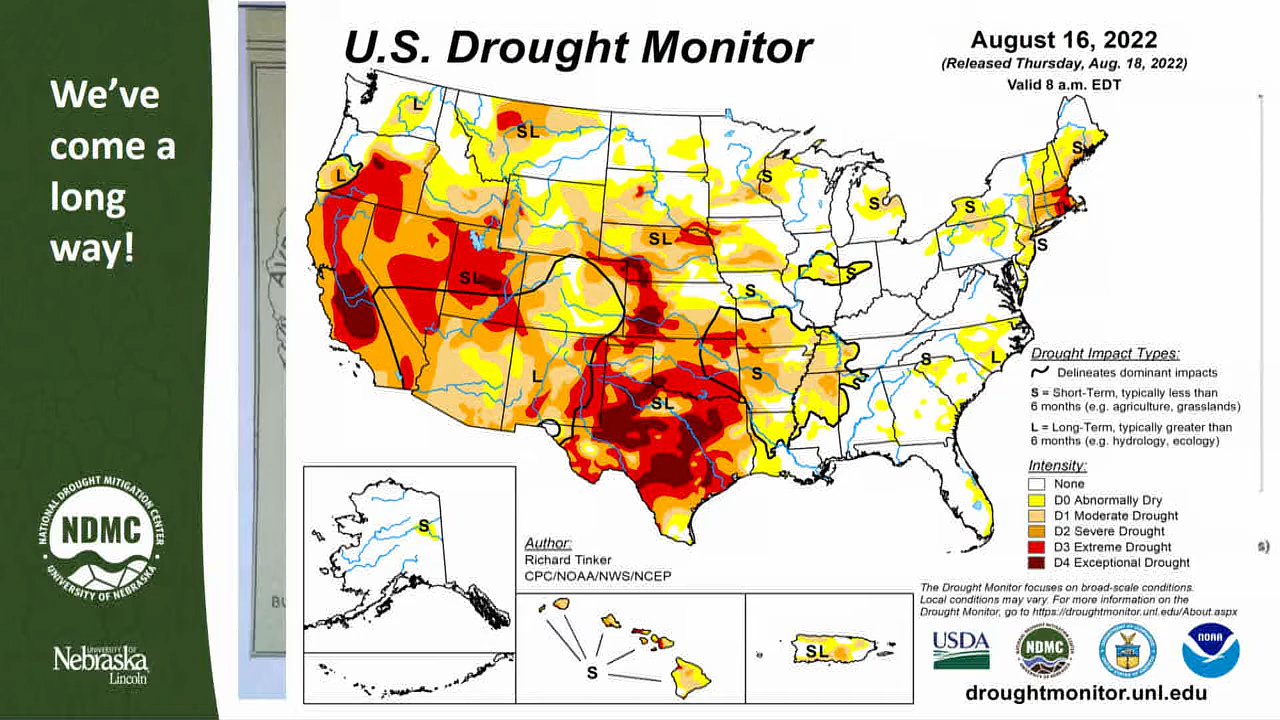 We've
come a
long
way!
NATIONAL DROUGHT MITIGATION CENTER
NDMC
UNIVERSITY OF NEBRASKA
UNIVERSITY OF
Nebraska
Lincoln
U.S. Drought Monitor
August 16, 2022
(Released Thursday, Aug. 18, 2022)
Valid 8 a.m. EDT
L
SL
L
S
S
S
S
S
SL
SL
S
S
S
L
L
S
SL
Drought Impact Types:
Delineates dominant impacts
S = Short-Term, typically less than
6 months (e.g. agriculture, grasslands)
L = Long-Term, typically greater than
6 months (e.g. hydrology, ecology)
Intensity:
None
D0 Abnormally Dry
D1 Moderate Drought
D2 Severe Drought
D3 Extreme Drought
D4 Exceptional Drought
s)
S
Author:
Richard Tinker
CPC/NOAA/NWS/NCEP
S
SL
The Drought Monitor focuses on broad-scale conditions.
Local conditions may vary. For more information on the
Drought Monitor, go to https://droughtmonitor.unl.edu/About.aspx
USDA
NDMC
NOAA
droughtmonitor.unl.edu